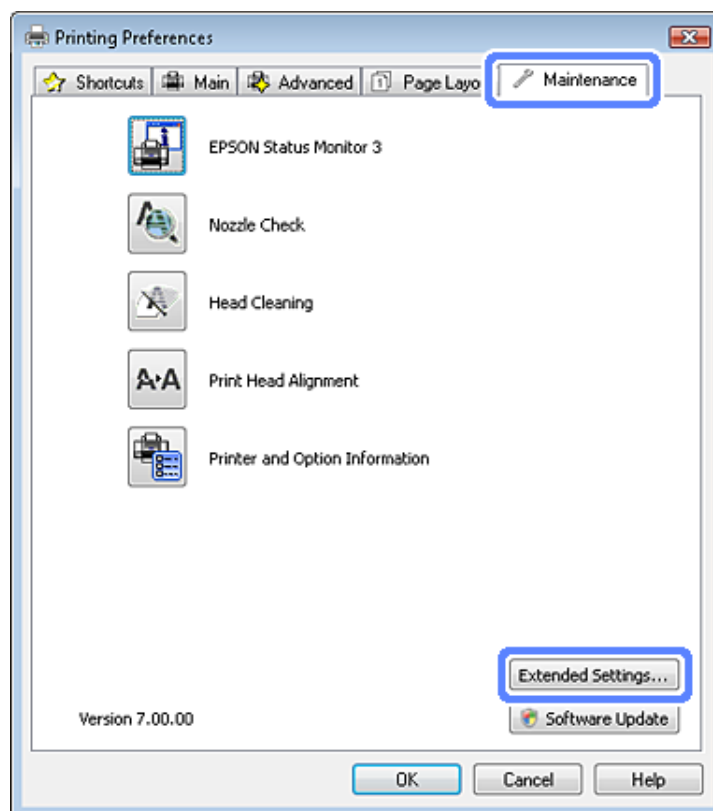 Printing Preferences
Shortcuts Main Advanced Page Layo Maintenance
EPSON Status Monitor 3
Nozzle Check
Head Cleaning
A A Print Head Alignment
Printer and Option Information
Extended Settings...
Version 7.00.00 Software Update
OK Cancel Help